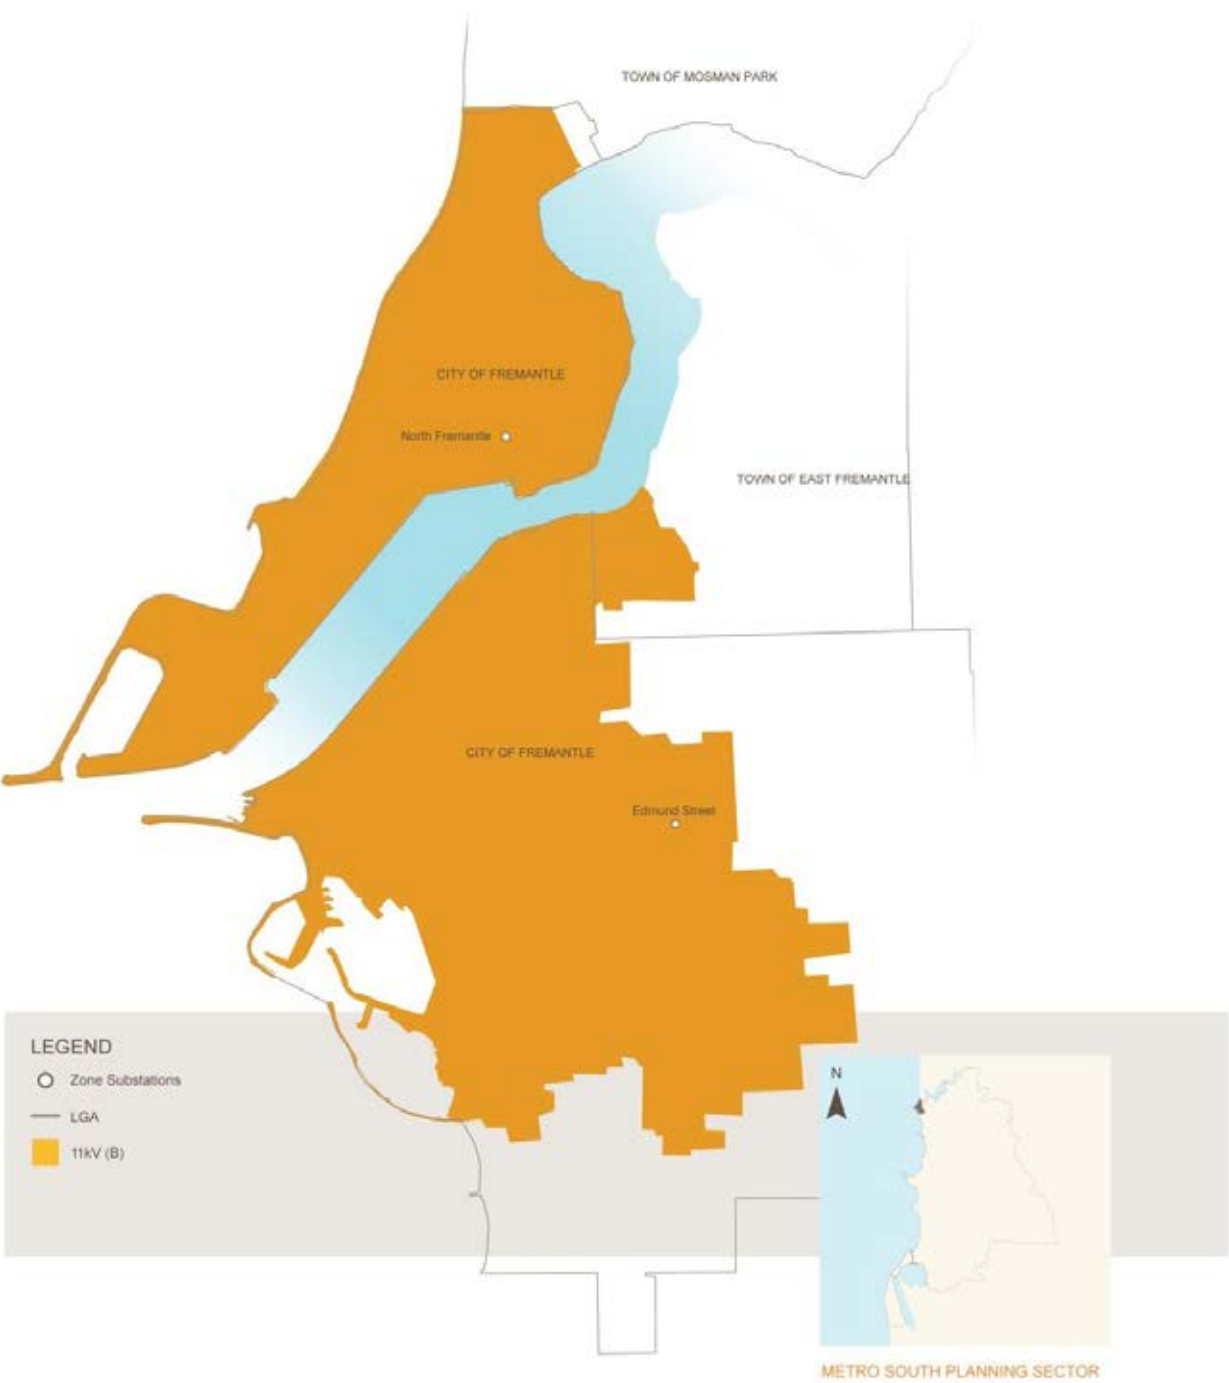 TOWN OF MOSMAN PARK
CITY OF FREMANTLE
North Fremantle
TOWN OF EAST FREMANTLE
CITY OF FREMANTLE
Edmund Street
LEGEND
Zone Substations
LGA
11kV (B)
N
METRO SOUTH PLANNING SECTOR